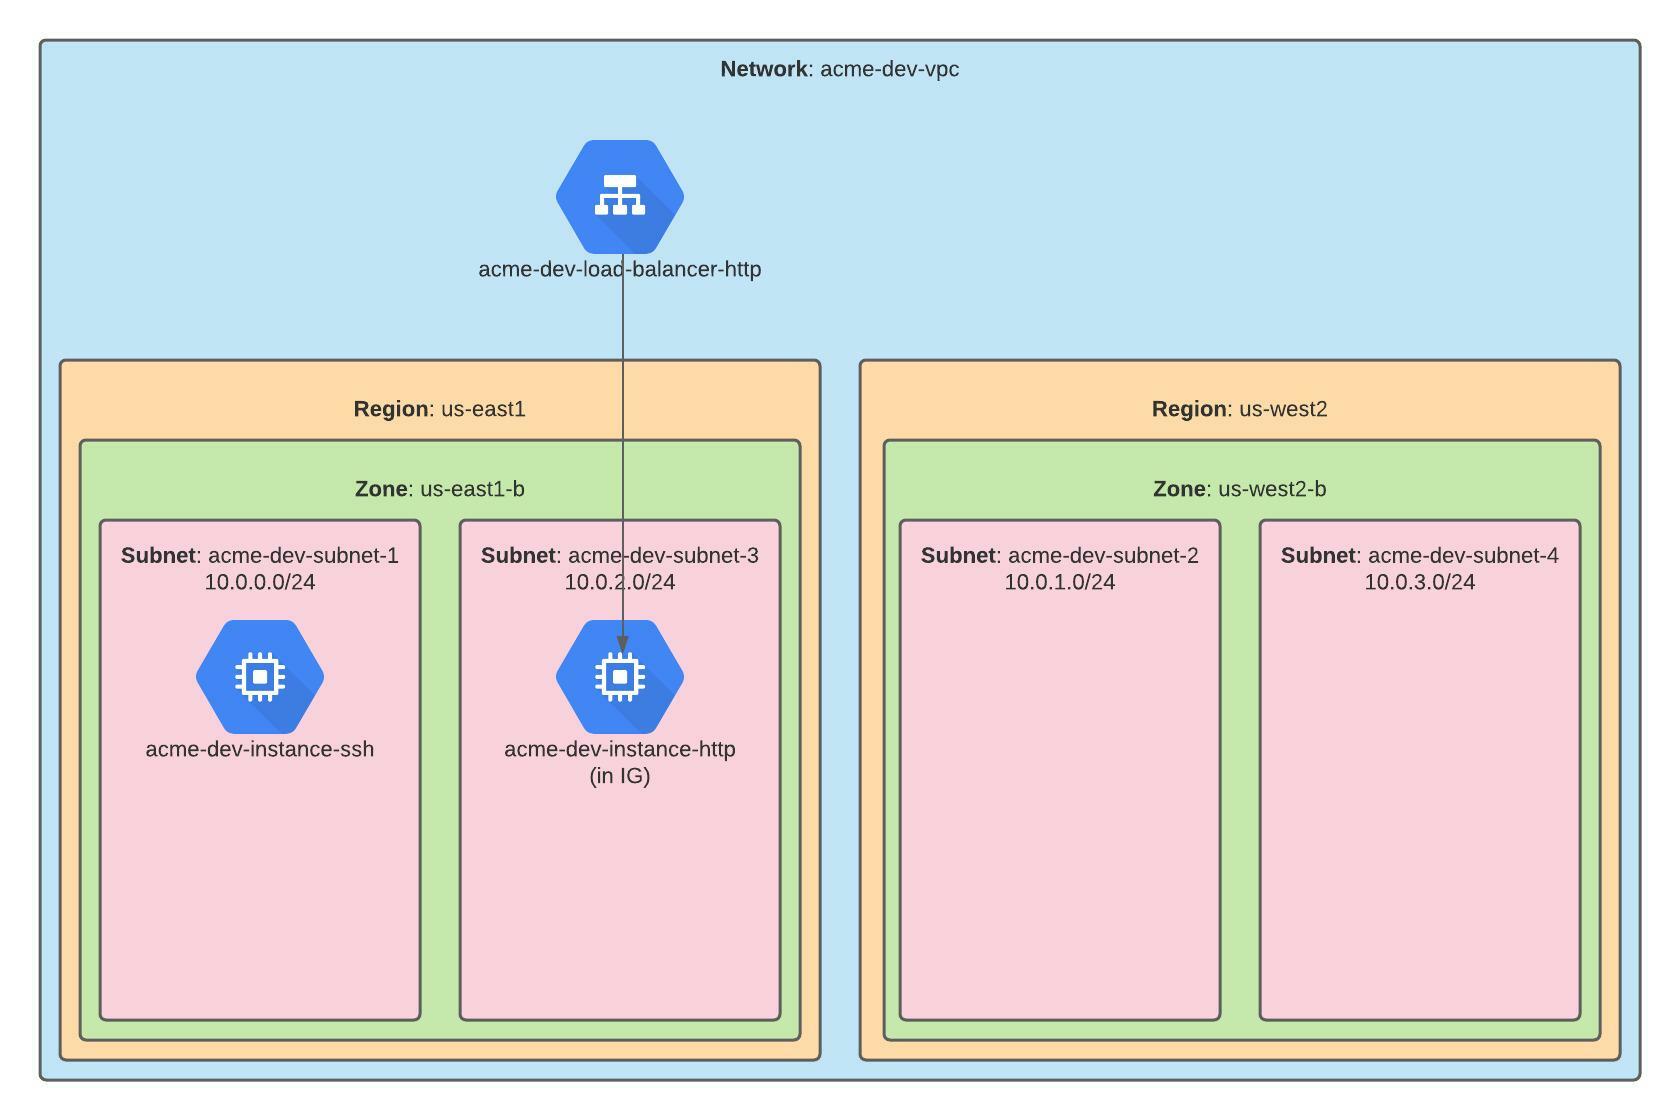 Network: acme-dev-vpc
acme-dev-load-balancer-http
Region: us-east1
Zone: us-east1-b
Subnet: acme-dev-subnet-1
10.0.0.0/24
acme-dev-instance-ssh
Subnet: acme-dev-subnet-3
10.0.2.0/24
acme-dev-instance-http
(in IG)
Region: us-west2
Zone: us-west2-b
Subnet: acme-dev-subnet-2
10.0.1.0/24
Subnet: acme-dev-subnet-4
10.0.3.0/24